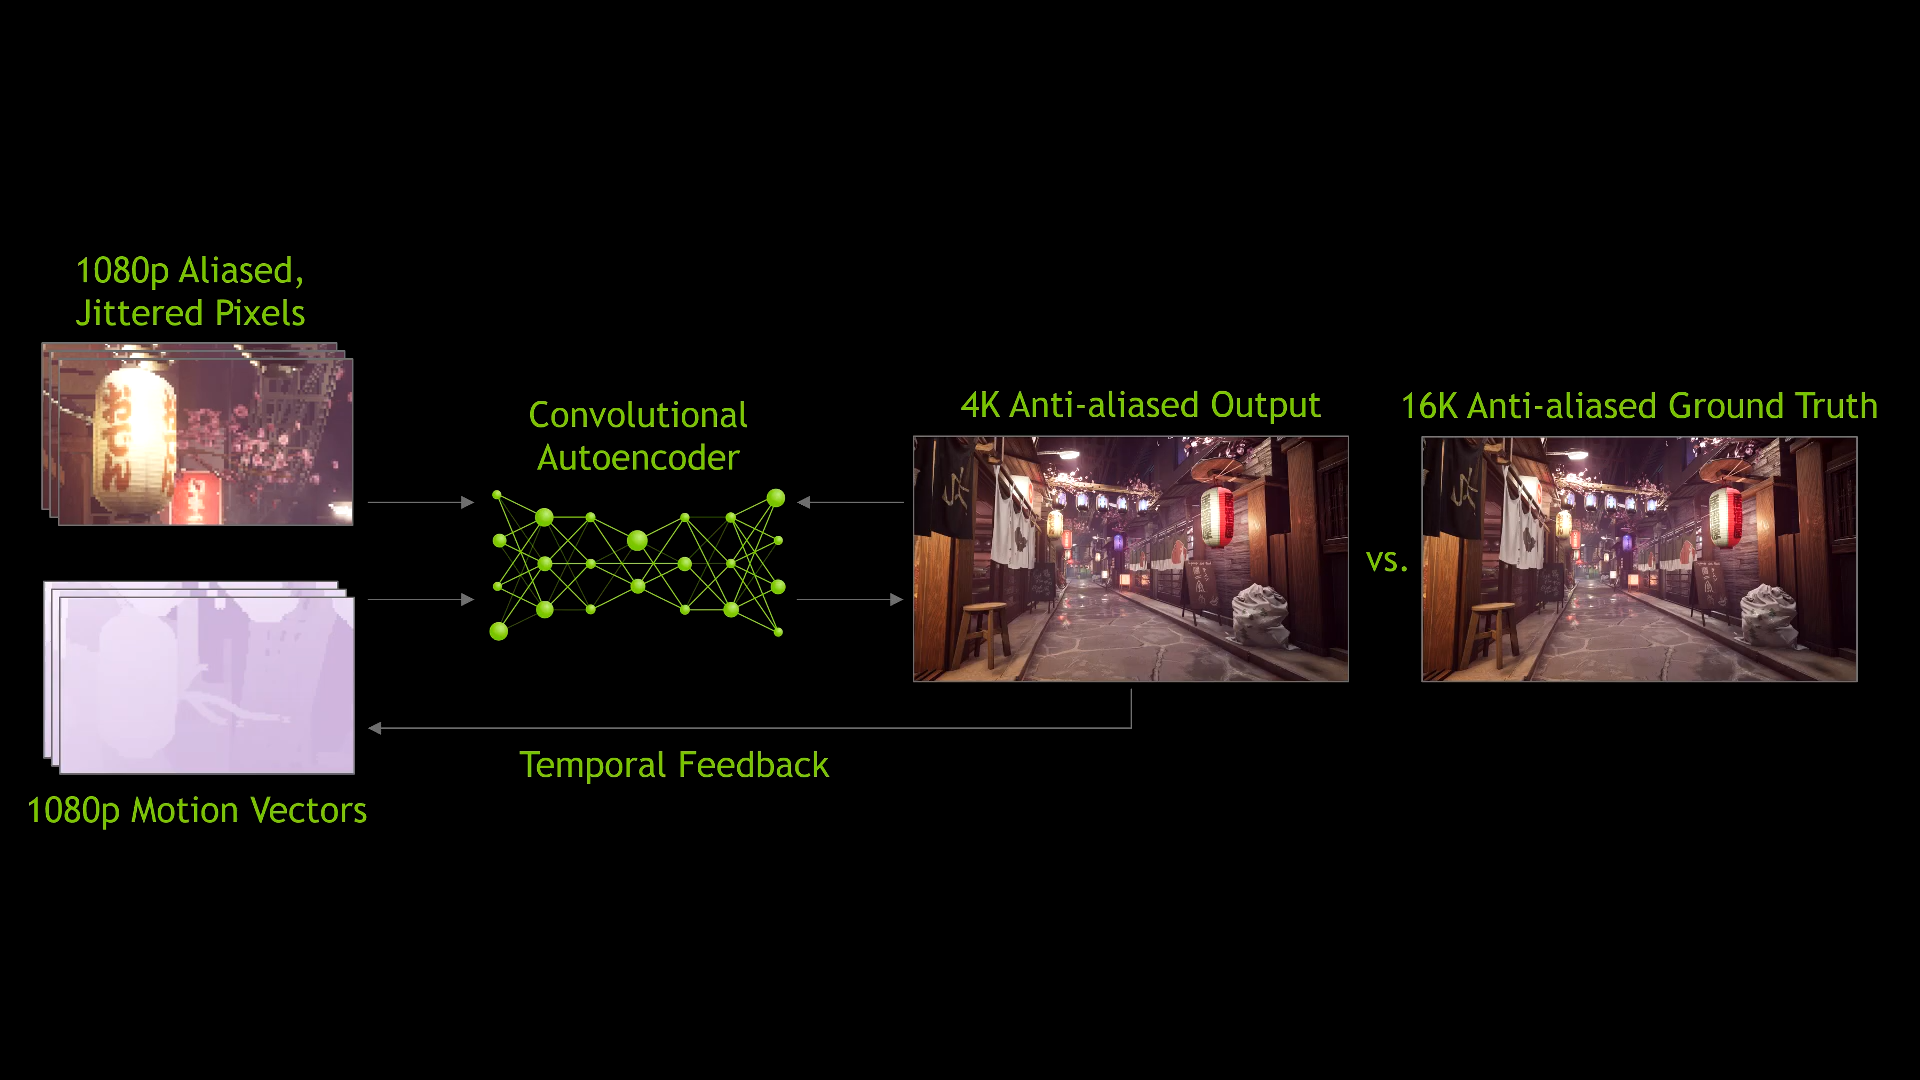 1080p Aliased,
Jittered Pixels
1080p Motion Vectors
Convolutional
Autoencoder
Temporal Feedback
4K Anti-aliased Output
vs.
16K Anti-aliased Ground Truth